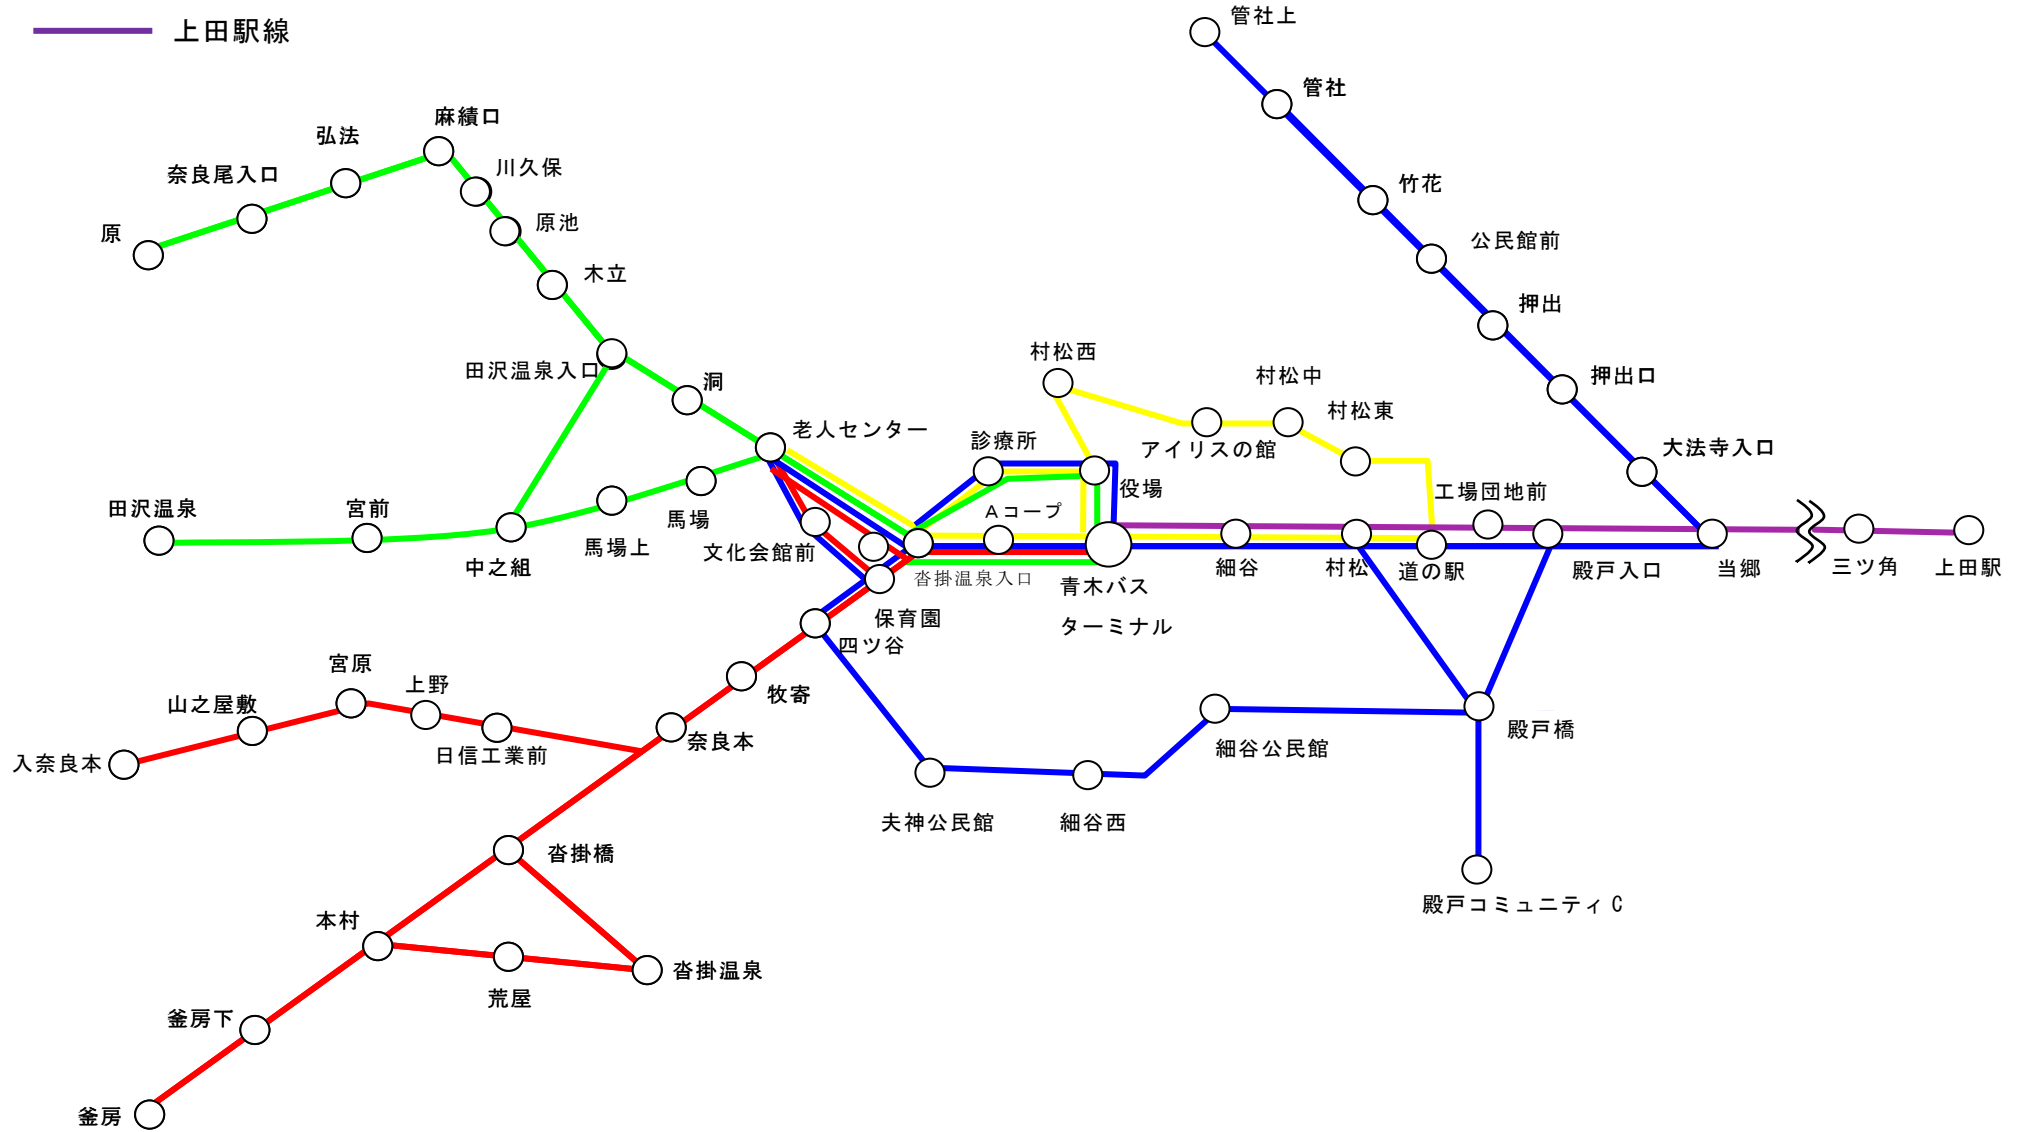 管社上
上田駅線
管社
麻績口
弘法
川久保
奈良尾入口
竹花
原池
原
公民館前
木立
押出
村松西
田沢温泉入口
洞
村松中
押出口
村松東
老人センター
診療所
アイリスの館
大法寺入口
役場
工場団地前
田沢温泉
宮前
馬場
Aコープ
馬場上
文化会館前
中之組
沓掛温泉入口
青木バス
ターミナル
細谷
村松
道の駅
殿戸入口
当郷
三ツ角
上田駅
保育園
四ツ谷
宮原
上野
牧寄
山之屋敷
奈良本
殿戸橋
日信工業前
細谷公民館
入奈良本
夫神公民館
細谷西
沓掛橋
殿戸コミュニティC
本村
沓掛温泉
荒屋
釜房下
釜房